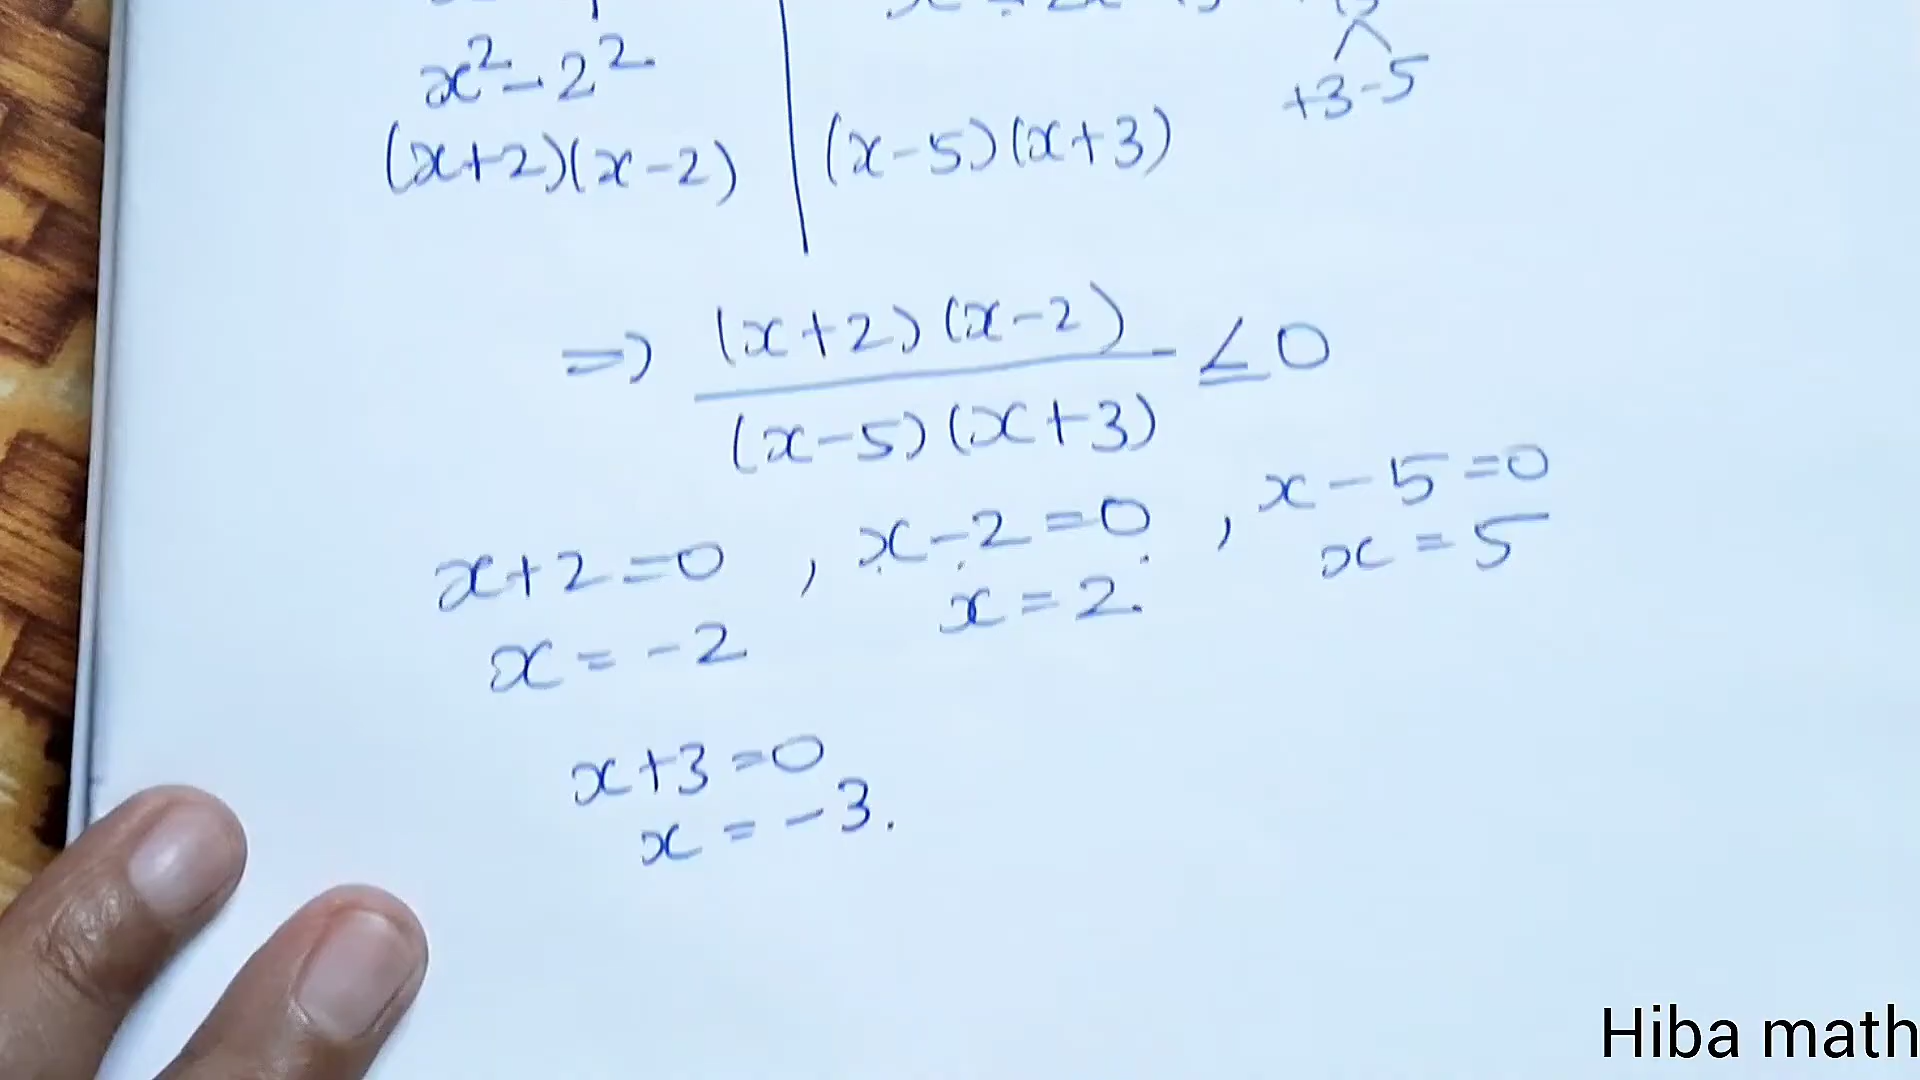 x² - 2²
(x+2)(x-2)
+3 -5
(x-5)(x+3)
=> (x+2)(x-2)
(x-5)(x+3)
≤0
x+2=0 , x-2=0 , x-5=0
x=-2 x=2. x=5
x+3=0
x=-3.
Hiba math